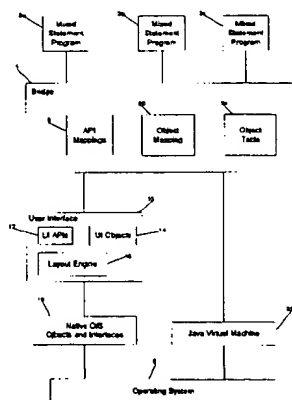 Mixed Statement Program
Mixed Statement Program
Mixed Statement Program
Bridge
API Mappings
Object Mapping
Object Table
User Interface
UI APIs
UI Objects
Layout Engine
Native O/S Objects and Interfaces
Java Virtual Machine
Operating System